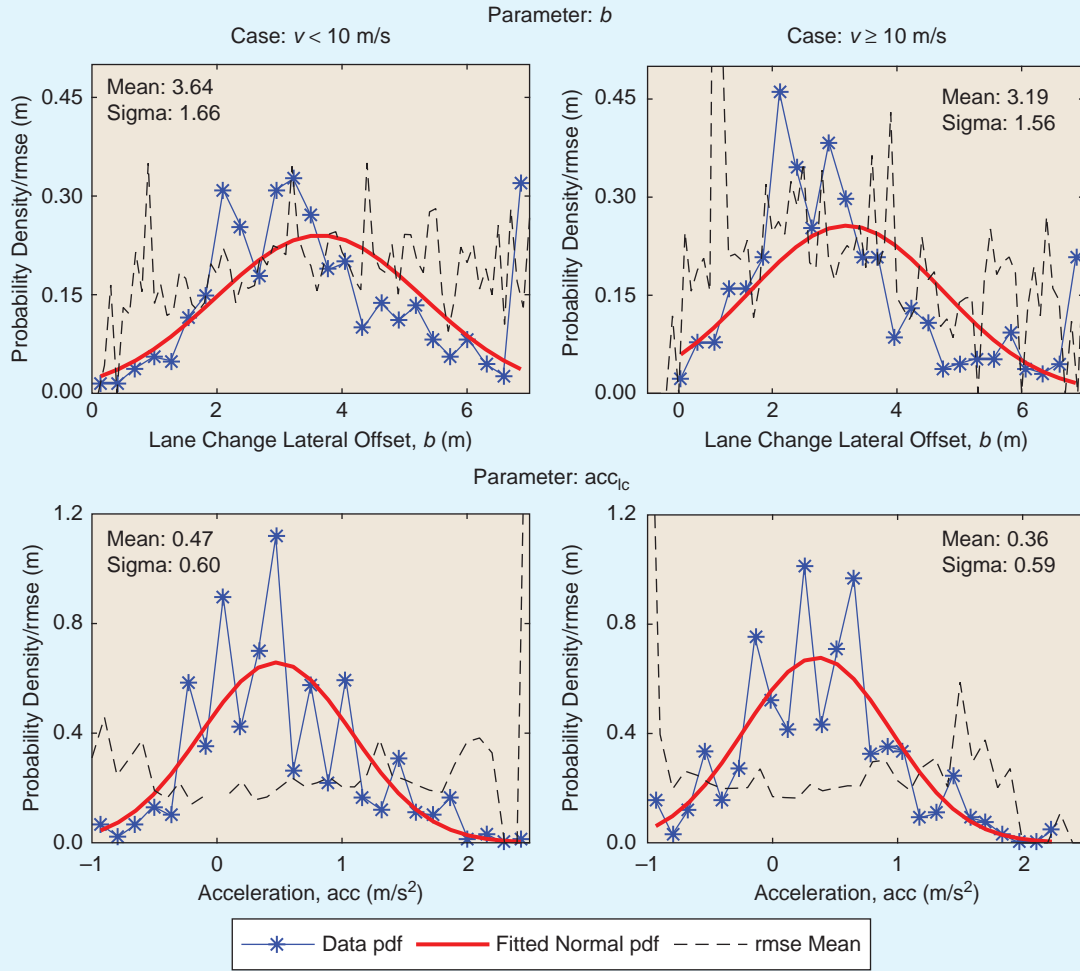 Parameter: b
Case: v < 10 m/s
Case: v ≥ 10 m/s
Probability Density/rmse (m)
0.45
0.30
0.15
0.00
Mean: 3.64
Sigma: 1.66
0 2 4 6
Lane Change Lateral Offset, b (m)
Probability Density/rmse (m)
0.45
0.30
0.15
0.00
Mean: 3.19
Sigma: 1.56
0 2 4 6
Lane Change Lateral Offset, b (m)
Parameter: acc_lc
Probability Density/rmse (m)
1.2
0.8
0.4
0.0
Mean: 0.47
Sigma: 0.60
–1 0 1 2
Acceleration, acc (m/s²)
Probability Density/rmse (m)
1.2
0.8
0.4
0.0
Mean: 0.36
Sigma: 0.59
–1 0 1 2
Acceleration, acc (m/s²)
Data pdf Fitted Normal pdf rmse Mean